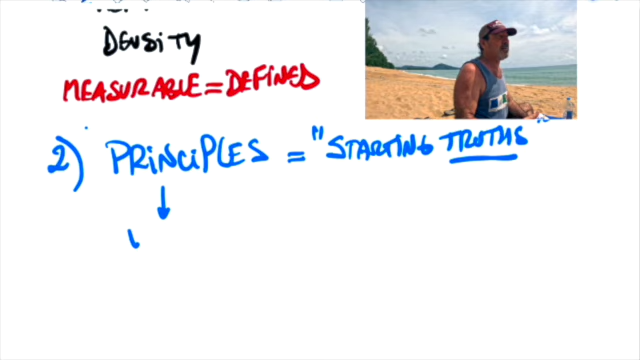 DENSITY
MEASURABLE = DEFINED
2) PRINCIPLES = "STARTING TRUTHS"